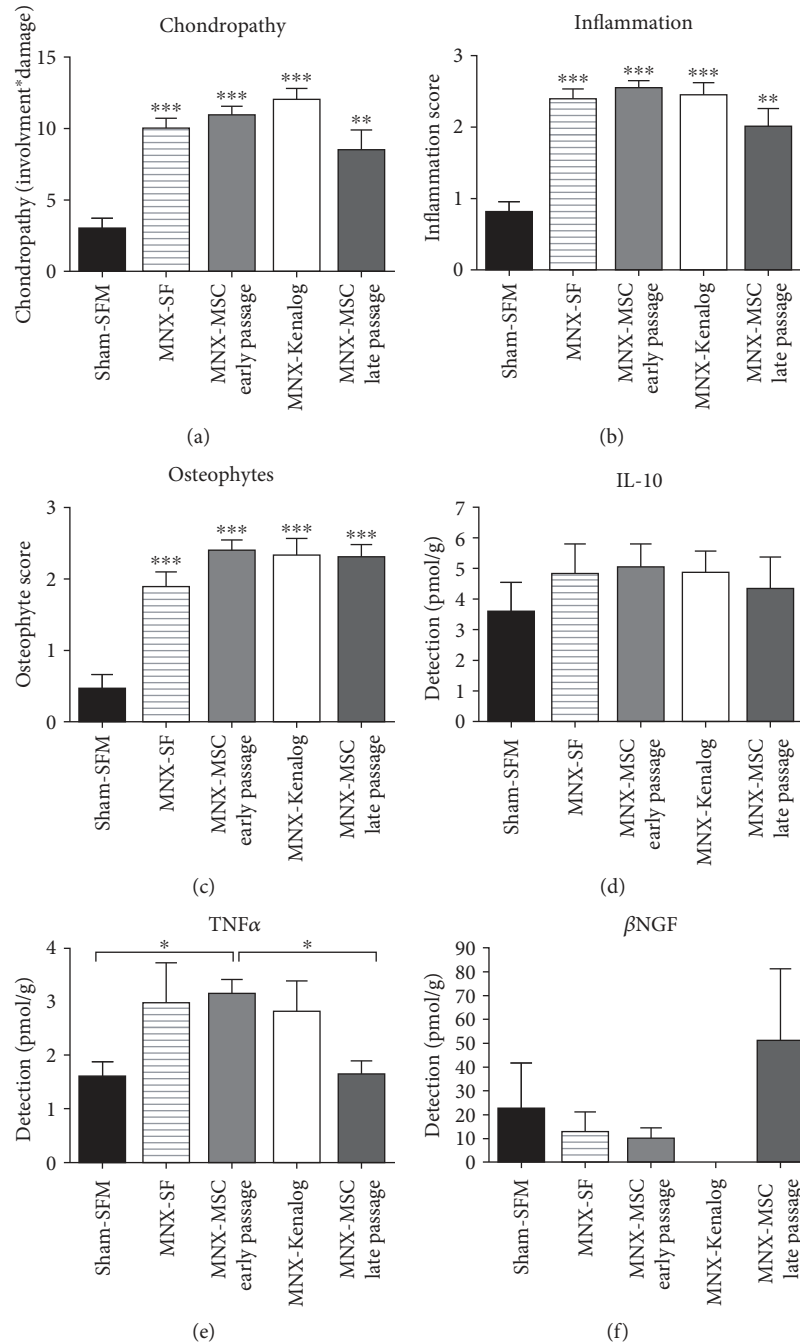 Chondropathy
Chondropathy (involvment*damage)
15
10
5
0
***
***
***
**
Sham-SFM
MNX-SF
MNX-MSC
early passage
MNX-Kenalog
MNX-MSC
late passage
(a)
Inflammation
Inflammation score
3
2
1
0
***
***
***
**
Sham-SFM
MNX-SF
MNX-MSC
early passage
MNX-Kenalog
MNX-MSC
late passage
(b)
Osteophytes
Osteophyte score
3
2
1
0
***
***
***
***
Sham-SFM
MNX-SF
MNX-MSC
early passage
MNX-Kenalog
MNX-MSC
late passage
(c)
IL-10
Detection (pmol/g)
7
6
5
4
3
2
1
0
Sham-SFM
MNX-SF
MNX-MSC
early passage
MNX-Kenalog
MNX-MSC
late passage
(d)
TNFα
Detection (pmol/g)
4
3
2
1
0
*
*
Sham-SFM
MNX-SF
MNX-MSC
early passage
MNX-Kenalog
MNX-MSC
late passage
(e)
βNGF
Detection (pmol/g)
90
80
70
60
50
40
30
20
10
0
Sham-SFM
MNX-SF
MNX-MSC
early passage
MNX-Kenalog
MNX-MSC
late passage
(f)